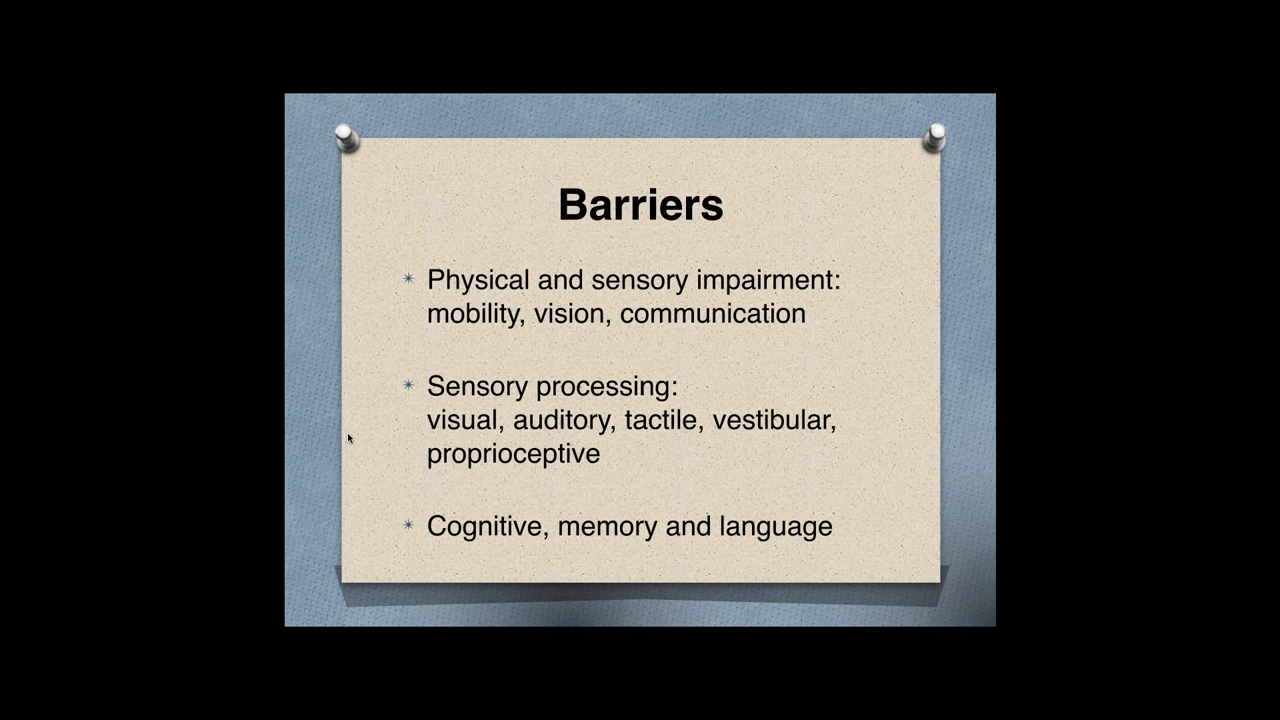 Barriers
Physical and sensory impairment:
mobility, vision, communication
Sensory processing:
visual, auditory, tactile, vestibular,
proprioceptive
Cognitive, memory and language